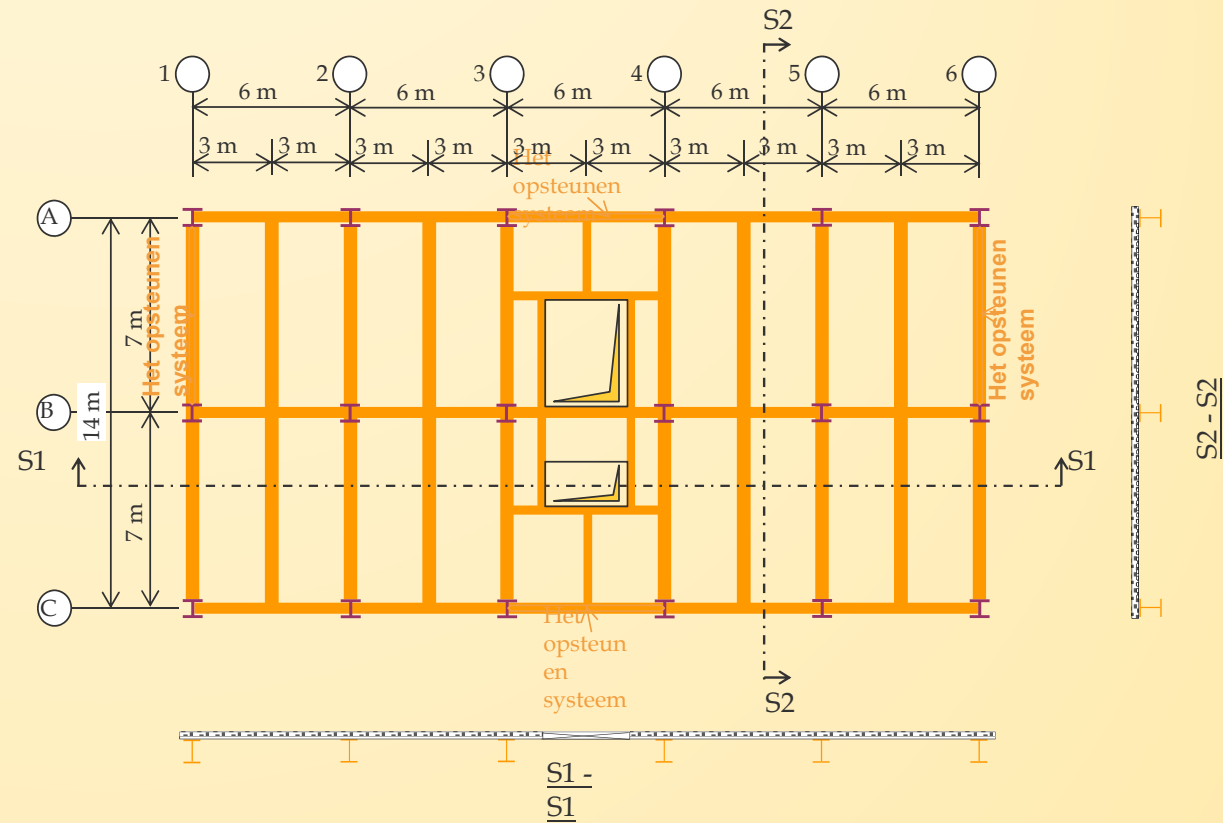 S2
1 2 3 4 5 6
6 m 6 m 6 m 6 m 6 m
3 m 3 m 3 m 3 m 3 m 3 m 3 m 3 m 3 m 3 m
Het
opsteunen
systeem
A
7 m
Het opsteunen
systeem
Het opsteunen
systeem
14 m
B
S2 - S2
S1
S1
7 m
C
Het
opsteun
en
systeem
S2
S1 -
S1